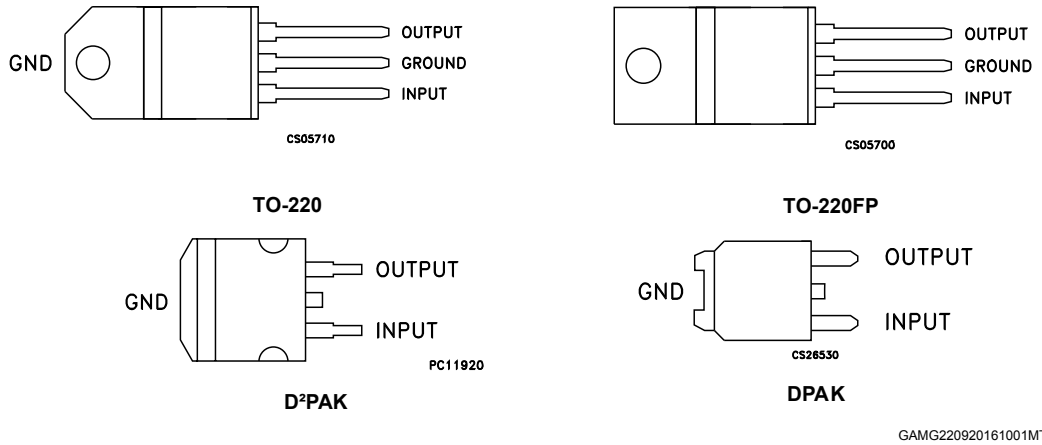 GND
OUTPUT
GROUND
INPUT
CS05710
TO-220
OUTPUT
GROUND
INPUT
CS05700
TO-220FP
GND
OUTPUT
INPUT
PC11920
D²PAK
GND
OUTPUT
INPUT
CS26530
DPAK
GAMG220920161001MT